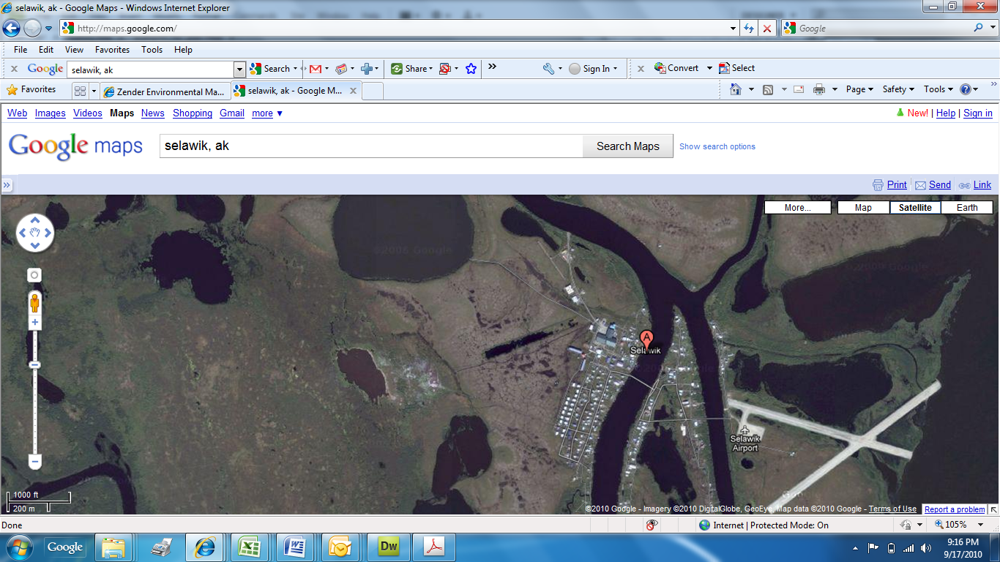 selawik, ak - Google Maps - Windows Internet Explorer
http://maps.google.com/
Google
File Edit View Favorites Tools Help
Google selawik, ak Search Share Sign In Convert Select
Favorites Zender Environmental Ma... selawik, ak - Google M... Page Safety Tools
Web Images Videos Maps News Shopping Gmail more ▼ New! | Help | Sign in
Google maps selawik, ak Search Maps Show search options
Print Send Link
More... Map Satellite Earth
A
Selawik
Selawik
Airport
1000 ft
200 m
©2010 Google - Imagery ©2010 DigitalGlobe, GeoEye, Map data ©2010 Google - Terms of Use Report a problem
Done Internet | Protected Mode: On 105%
Google Dw 9:16 PM
9/17/2010